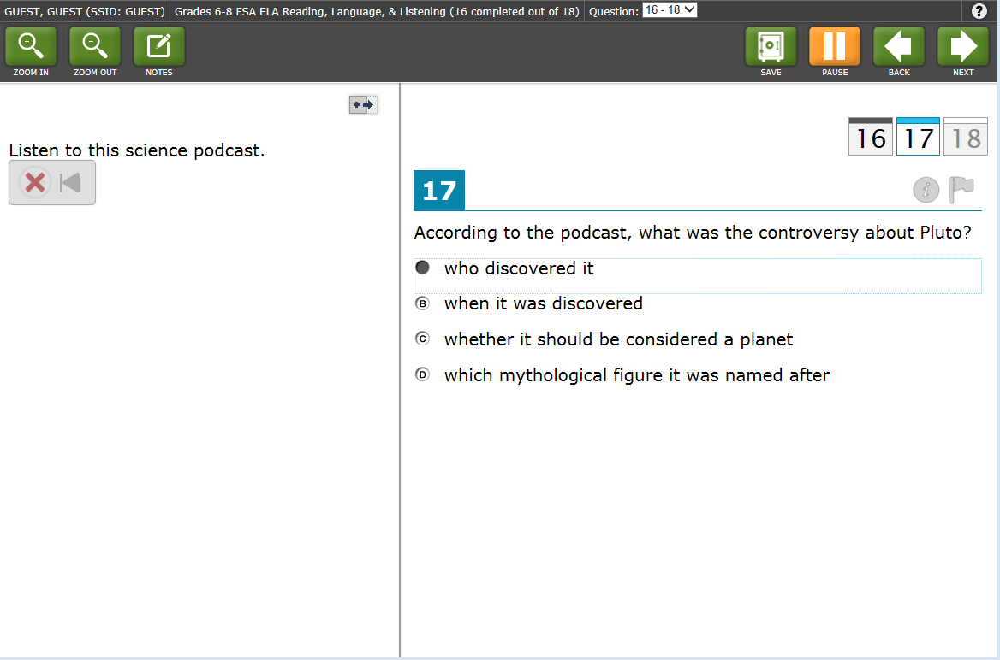 GUEST, GUEST (SSID: GUEST) Grades 6-8 FSA ELA Reading, Language, & Listening (16 completed out of 18) Question: 16 - 18 ?
ZOOM IN ZOOM OUT NOTES SAVE PAUSE BACK NEXT
Listen to this science podcast.
16 17 18
17 i
According to the podcast, what was the controversy about Pluto?
who discovered it
B when it was discovered
C whether it should be considered a planet
D which mythological figure it was named after